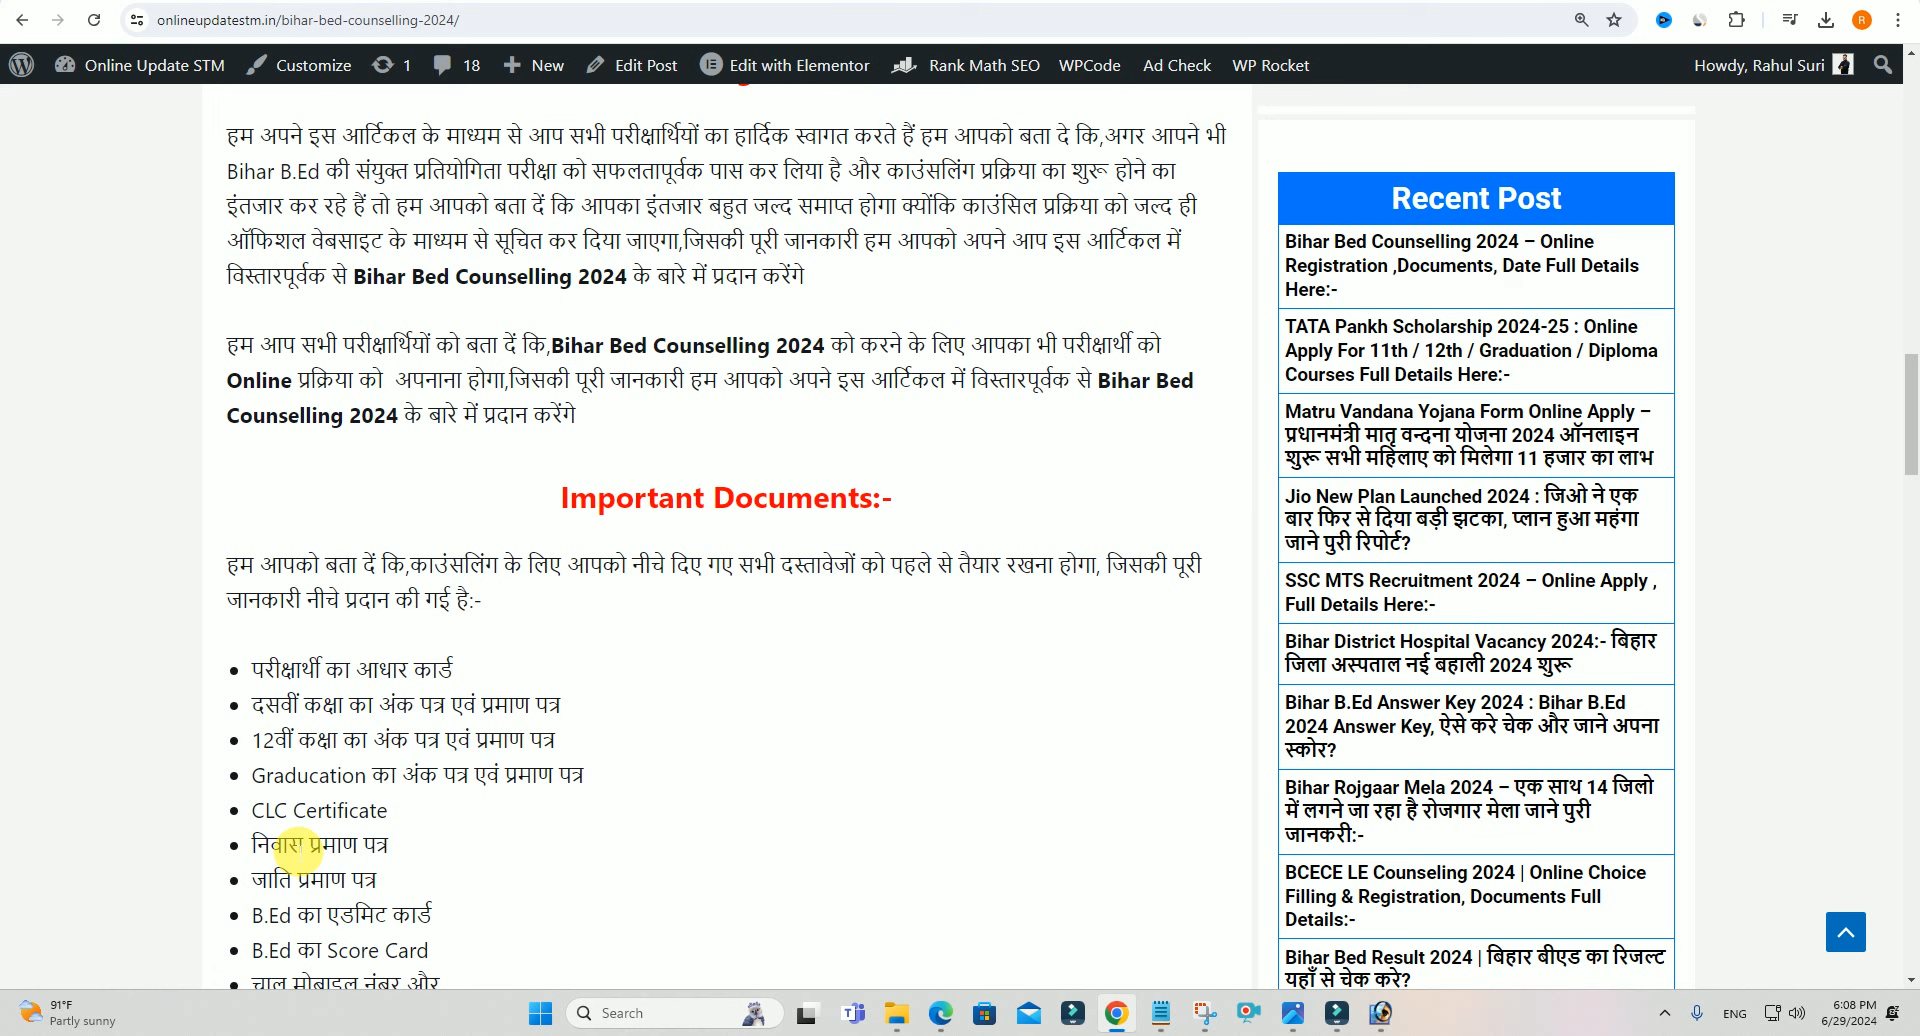 onlineupdatestm.in/bihar-bed-counselling-2024/
Online Update STM Customize 1 18 New Edit Post Edit with Elementor Rank Math SEO WPCode Ad Check WP Rocket Howdy, Rahul Suri
हम अपने इस आर्टिकल के माध्यम से आप सभी परीक्षार्थियों का हार्दिक स्वागत करते हैं हम आपको बता दे कि,अगर आपने भी
Bihar B.Ed की संयुक्त प्रतियोगिता परीक्षा को सफलतापूर्वक पास कर लिया है और काउंसलिंग प्रक्रिया का शुरू होने का
इंतजार कर रहे हैं तो हम आपको बता दें कि आपका इंतजार बहुत जल्द समाप्त होगा क्योंकि काउंसिल प्रक्रिया को जल्द ही
ऑफिशल वेबसाइट के माध्यम से सूचित कर दिया जाएगा,जिसकी पूरी जानकारी हम आपको अपने आप इस आर्टिकल में
विस्तारपूर्वक से Bihar Bed Counselling 2024 के बारे में प्रदान करेंगे
हम आप सभी परीक्षार्थियों को बता दें कि,Bihar Bed Counselling 2024 को करने के लिए आपका भी परीक्षार्थी को
Online प्रक्रिया को अपनाना होगा,जिसकी पूरी जानकारी हम आपको अपने इस आर्टिकल में विस्तारपूर्वक से Bihar Bed
Counselling 2024 के बारे में प्रदान करेंगे
Important Documents:-
हम आपको बता दें कि,काउंसलिंग के लिए आपको नीचे दिए गए सभी दस्तावेजों को पहले से तैयार रखना होगा, जिसकी पूरी
जानकारी नीचे प्रदान की गई है:-
• परीक्षार्थी का आधार कार्ड
• दसवीं कक्षा का अंक पत्र एवं प्रमाण पत्र
• 12वीं कक्षा का अंक पत्र एवं प्रमाण पत्र
• Graducation का अंक पत्र एवं प्रमाण पत्र
• CLC Certificate
• निवास प्रमाण पत्र
• जाति प्रमाण पत्र
• B.Ed का एडमिट कार्ड
• B.Ed का Score Card
• चालू मोबाइल नंबर और
Recent Post
Bihar Bed Counselling 2024 – Online
Registration ,Documents, Date Full Details
Here:-
TATA Pankh Scholarship 2024-25 : Online
Apply For 11th / 12th / Graduation / Diploma
Courses Full Details Here:-
Matru Vandana Yojana Form Online Apply –
प्रधानमंत्री मातृ वन्दना योजना 2024 ऑनलाइन
शुरू सभी महिलाए को मिलेगा 11 हजार का लाभ
Jio New Plan Launched 2024 : जिओ ने एक
बार फिर से दिया बड़ी झटका, प्लान हुआ महंगा
जाने पुरी रिपोर्ट?
SSC MTS Recruitment 2024 – Online Apply ,
Full Details Here:-
Bihar District Hospital Vacancy 2024:- बिहार
जिला अस्पताल नई बहाली 2024 शुरू
Bihar B.Ed Answer Key 2024 : Bihar B.Ed
2024 Answer Key, ऐसे करे चेक और जाने अपना
स्कोर?
Bihar Rojgaar Mela 2024 – एक साथ 14 जिलो
में लगने जा रहा है रोजगार मेला जाने पुरी
जानकरी:-
BCECE LE Counseling 2024 | Online Choice
Filling & Registration, Documents Full
Details:-
Bihar Bed Result 2024 | बिहार बीएड का रिजल्ट
यहाँ से चेक करे?
91°F
Partly sunny
Search
ENG
6:08 PM
6/29/2024